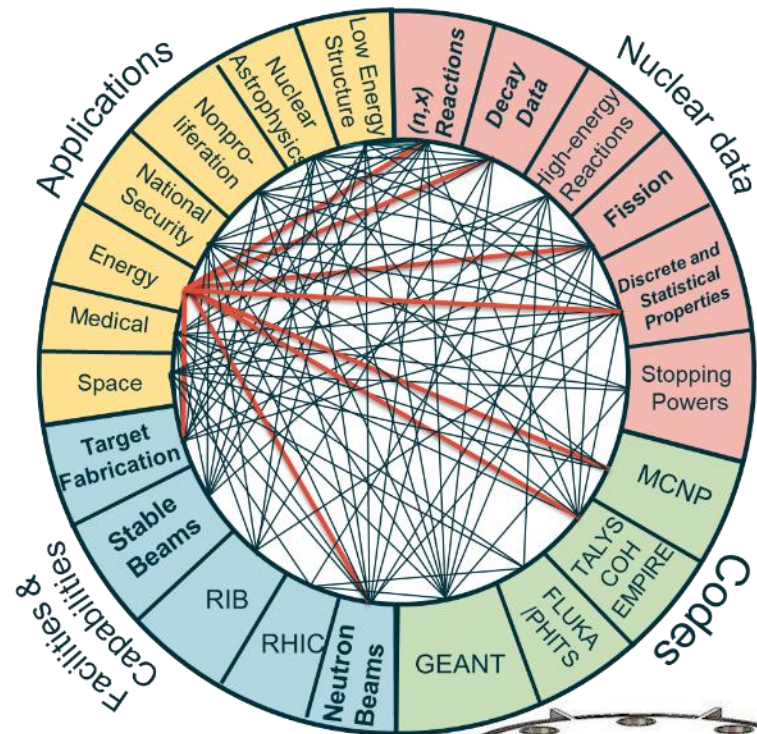 Applications
Nuclear data
Codes
Facilities &
Capabilities
Low Energy
Structure
Nuclear
Astrophysics
Nonpro-
liferation
National
Security
Energy
Medical
Space
(n,x)
Reactions
Decay
Data
High-energy
Reactions
Fission
Discrete and
Statistical
Properties
Stopping
Powers
MCNP
TALYS
COH
EMPIRE
FLUKA
/PHITS
GEANT
Neutron
Beams
RHIC
RIB
Stable
Beams
Target
Fabrication